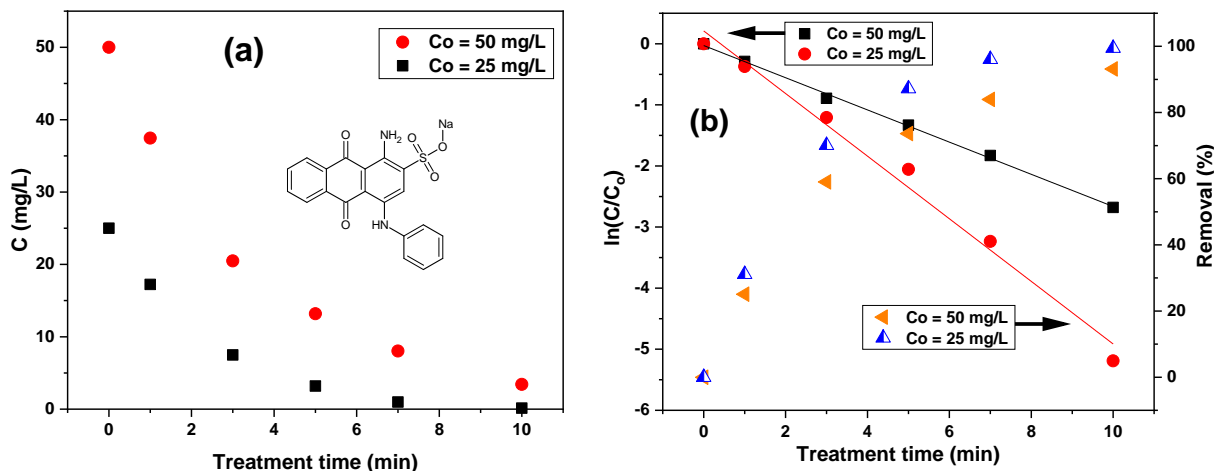 (a)
Co = 50 mg/L
Co = 25 mg/L
50
40
30
20
10
0
C (mg/L)
0
2
4
6
8
10
Treatment time (min)
Na
O
NH2
O
O
S
O
O
HN
(b)
Co = 50 mg/L
Co = 25 mg/L
0
-1
-2
-3
-4
-5
-6
ln(C/Co)
Co = 50 mg/L
Co = 25 mg/L
100
80
60
40
20
0
Removal (%)
0
2
4
6
8
10
Treatment time (min)